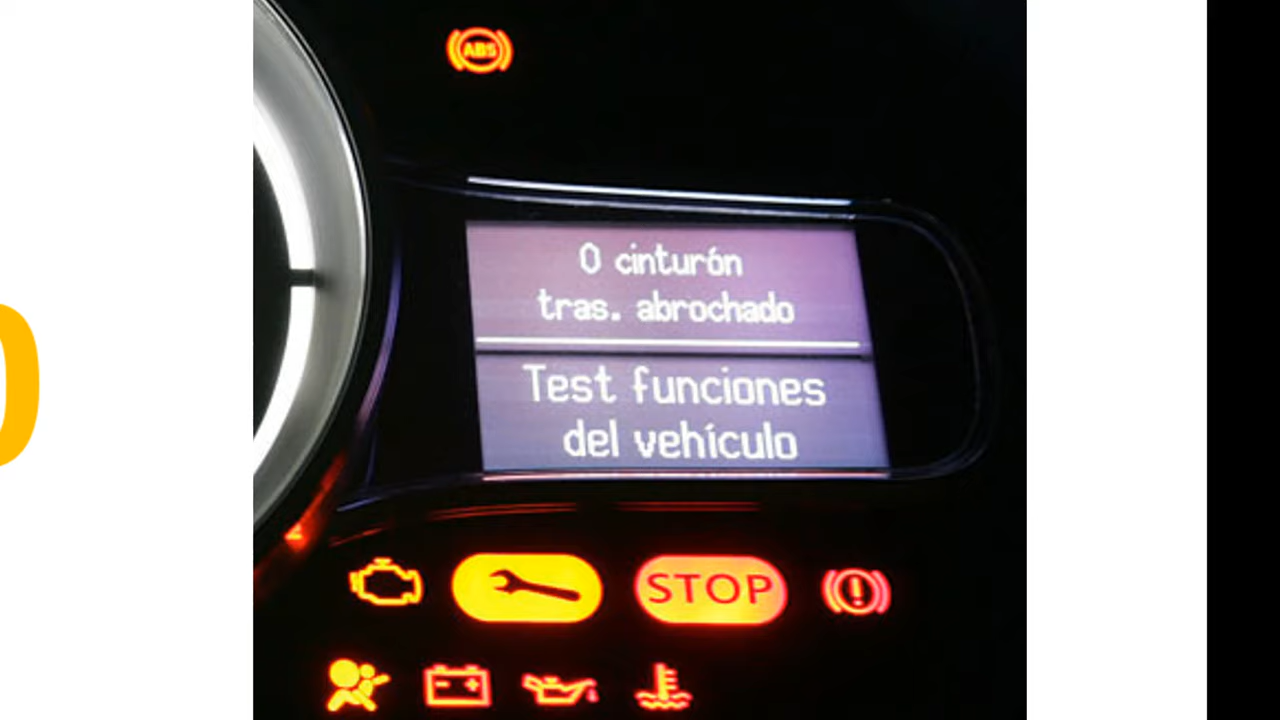 ABS
0 cinturón
tras. abrochado
Test funciones
del vehículo
STOP